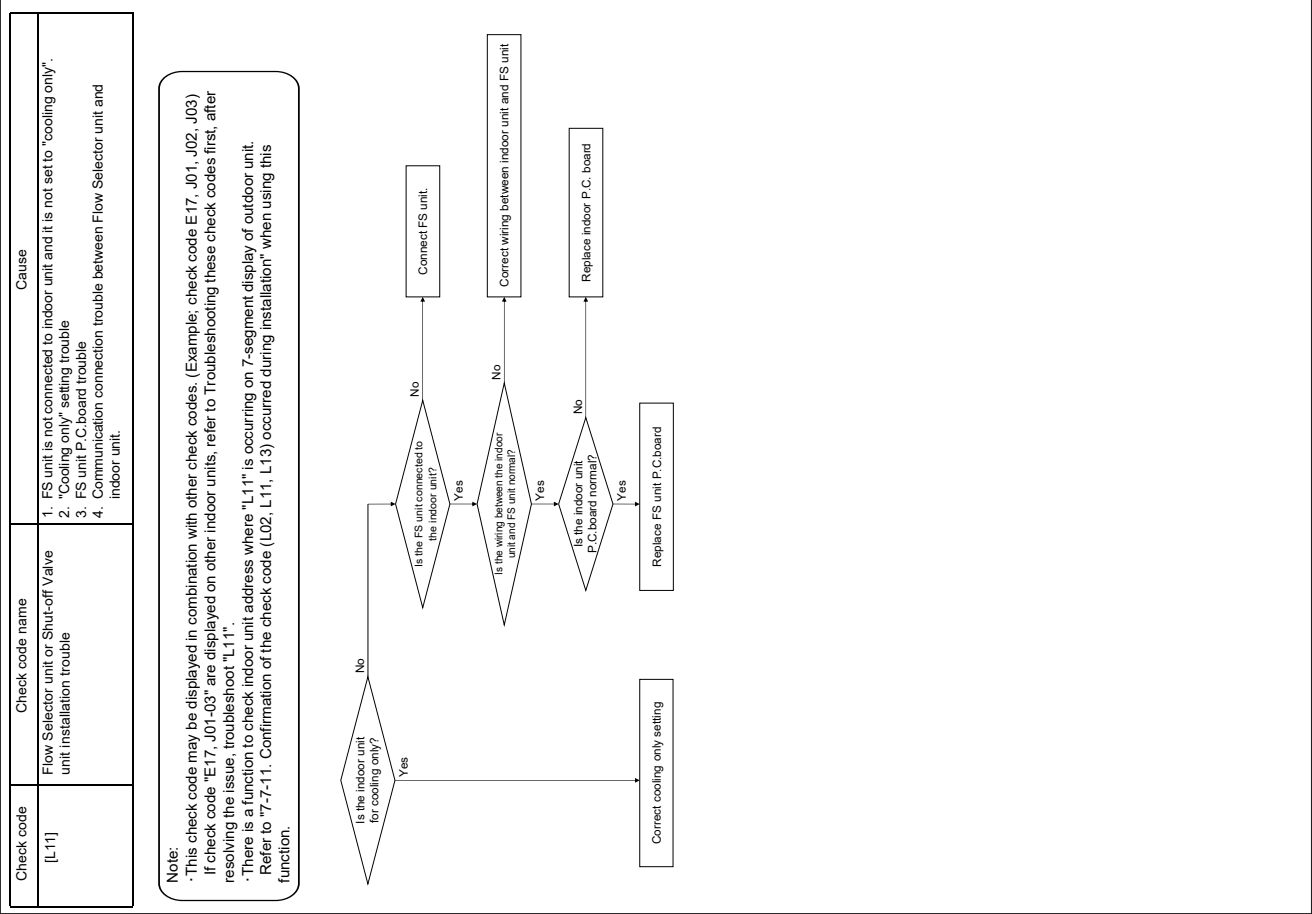 Check code
Check code name
Cause
[L11]
Flow Selector unit or Shut-off Valve
unit installation trouble
1. FS unit is not connected to indoor unit and it is not set to "cooling only".
2. "Cooling only" setting trouble
3. FS unit P.C.board trouble
4. Communication connection trouble between Flow Selector unit and
indoor unit.
Note:
· This check code may be displayed in combination with other check codes. (Example; check code E17, J01, J02, J03)
If check code "E17, J01-03" are displayed on other indoor units, refer to Troubleshooting these check codes first, after
resolving the issue, troubleshoot "L11".
· There is a function to check indoor unit address where "L11" is occurring on 7-segment display of outdoor unit.
Refer to "7-7-11. Confirmation of the check code (L02, L11, L13) occurred during installation" when using this
function.
Is the indoor unit
for cooling only?
No
Yes
Correct cooling only setting
Is the FS unit connected to
the indoor unit?
No
Connect FS unit.
Yes
Is the wiring between the indoor
unit and FS unit normal?
No
Correct wiring between indoor unit and FS unit
Yes
Is the indoor unit
P.C.board normal?
No
Replace indoor P.C. board
Yes
Replace FS unit P.C.board